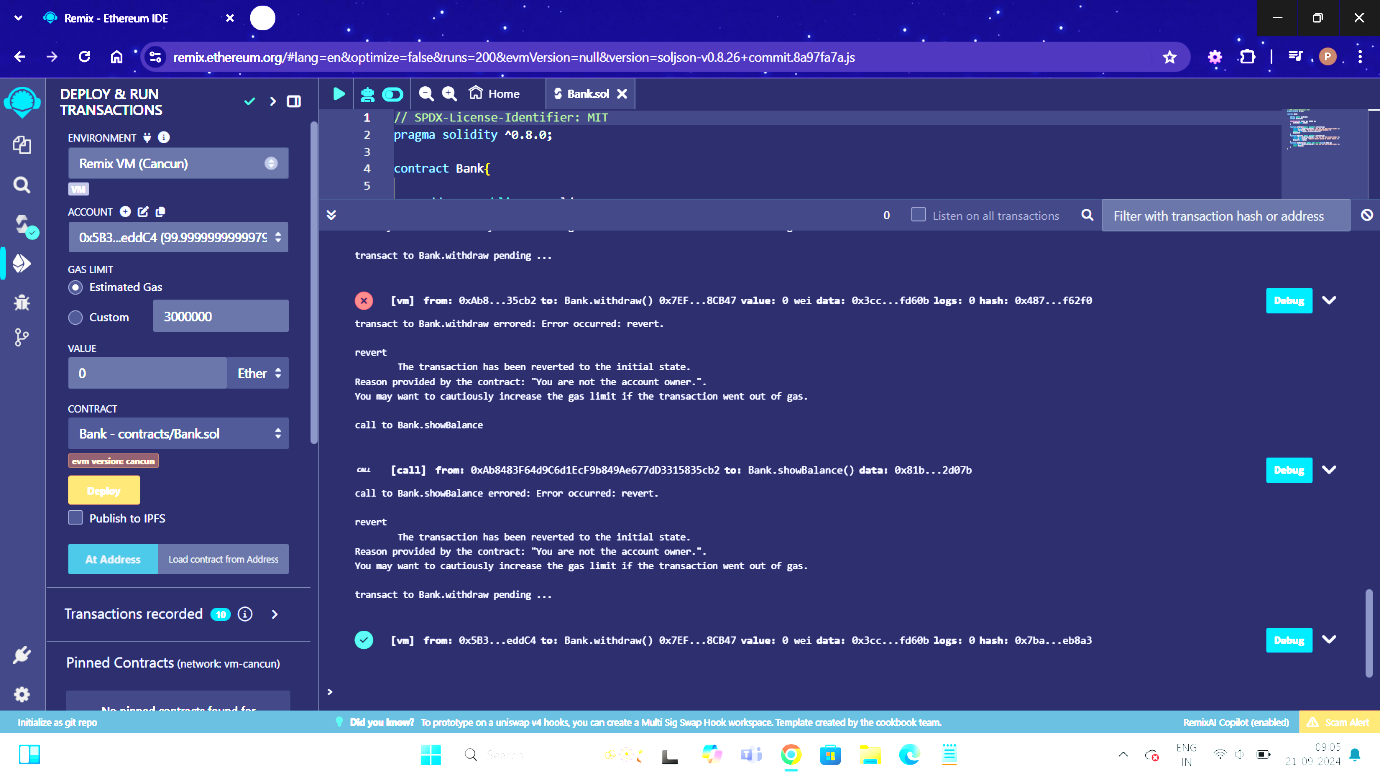 Remix - Ethereum IDE
remix.ethereum.org/#lang=en&optimize=false&runs=200&evmVersion=null&version=soljson-v0.8.26+commit.8a97fa7a.js
P
DEPLOY & RUN
TRANSACTIONS
ENVIRONMENT
Remix VM (Cancun)
VM
ACCOUNT
0x5B3...eddC4 (99.9999999999979
GAS LIMIT
Estimated Gas
Custom
3000000
VALUE
0
Ether
CONTRACT
Bank - contracts/Bank.sol
evm version: cancun
Deploy
Publish to IPFS
At Address
Load contract from Address
Transactions recorded 10
Pinned Contracts (network: vm-cancun)
Home
Bank.sol
1 // SPDX-License-Identifier: MIT
2 pragma solidity ^0.8.0;
3
4 contract Bank{
5
0
Listen on all transactions
Filter with transaction hash or address
transact to Bank.withdraw pending ...
[vm] from: 0xAb8...35cb2 to: Bank.withdraw() 0x7EF...8CB47 value: 0 wei data: 0x3cc...fd60b logs: 0 hash: 0x487...f62f0
Debug
transact to Bank.withdraw errored: Error occurred: revert.
revert
The transaction has been reverted to the initial state.
Reason provided by the contract: "You are not the account owner.".
You may want to cautiously increase the gas limit if the transaction went out of gas.
call to Bank.showBalance
CALL
[call] from: 0xAb8483F64d9C6d1EcF9b849Ae677dD3315835cb2 to: Bank.showBalance() data: 0x81b...2d07b
Debug
call to Bank.showBalance errored: Error occurred: revert.
revert
The transaction has been reverted to the initial state.
Reason provided by the contract: "You are not the account owner.".
You may want to cautiously increase the gas limit if the transaction went out of gas.
transact to Bank.withdraw pending ...
[vm] from: 0x5B3...eddC4 to: Bank.withdraw() 0x7EF...8CB47 value: 0 wei data: 0x3cc...fd60b logs: 0 hash: 0x7ba...eb8a3
Debug
>
Initialize as git repo
Did you know? To prototype on a uniswap v4 hooks, you can create a Multi Sig Swap Hook workspace. Template created by the cookbook team.
RemixAI Copilot (enabled)
Scam Alert
Search
ENG
IN
09:05
21-09-2024